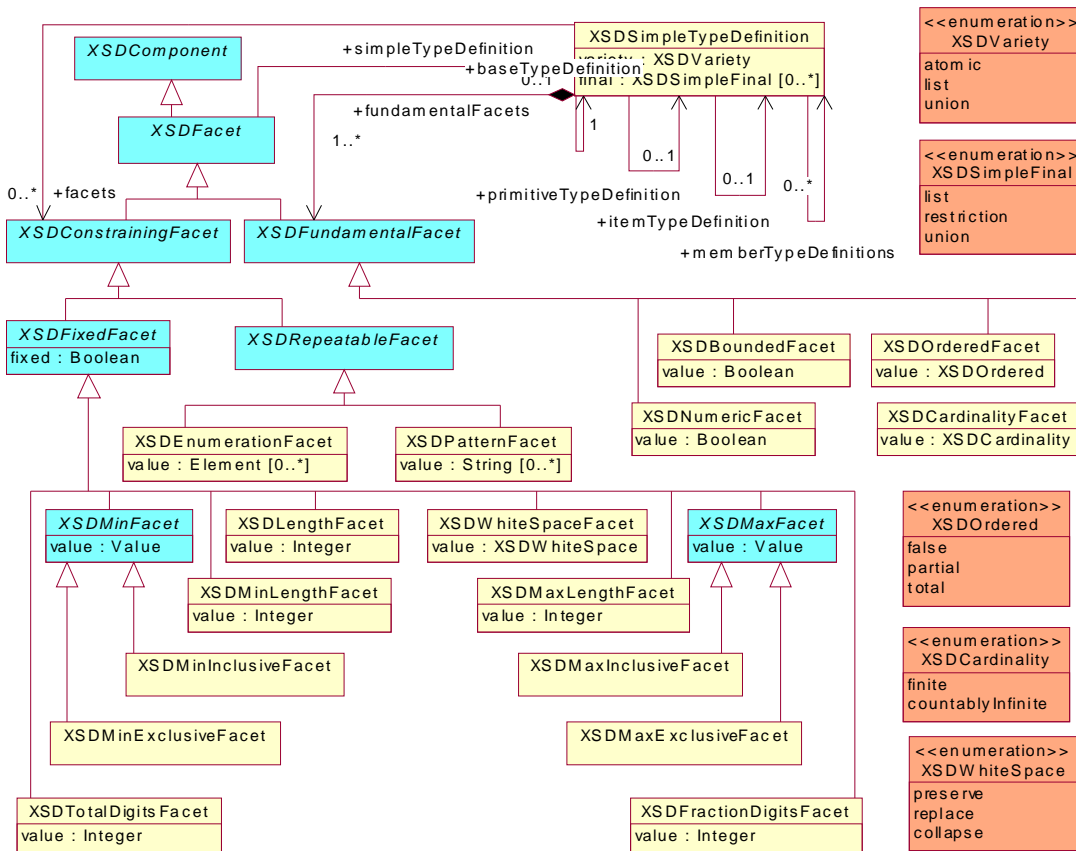 XSDComponent
+simpleTypeDefinition
XSDSimpleTypeDefinition
variety : XSDVariety
+baseTypeDefinition
0..1
final : XSDSimpleFinal [0..*]
<<enumeration>>
XSDVariety
atomic
list
union
XSDFacet
+fundamentalFacets
1..*
1
0..1
0..1
0..*
0..*
+facets
+primitiveTypeDefinition
+itemTypeDefinition
+memberTypeDefinitions
<<enumeration>>
XSDSimpleFinal
list
restriction
union
XSDConstrainingFacet
XSDFundamentalFacet
XSDFixedFacet
fixed : Boolean
XSDRepeatableFacet
XSDBoundedFacet
value : Boolean
XSDOrderedFacet
value : XSDOrdered
XSDNumericFacet
value : Boolean
XSDCardinalityFacet
value : XSDCardinality
XSDEnumerationFacet
value : Element [0..*]
XSDPatternFacet
value : String [0..*]
XSDMinFacet
value : Value
XSDLengthFacet
value : Integer
XSDWhiteSpaceFacet
value : XSDWhiteSpace
XSDMaxFacet
value : Value
<<enumeration>>
XSDOrdered
false
partial
total
XSDMinLengthFacet
value : Integer
XSDMaxLengthFacet
value : Integer
XSDMinInclusiveFacet
XSDMaxInclusiveFacet
<<enumeration>>
XSDCardinality
finite
countablyInfinite
XSDMinExclusiveFacet
XSDMaxExclusiveFacet
<<enumeration>>
XSDWhiteSpace
preserve
replace
collapse
XSDTotalDigitsFacet
value : Integer
XSDFractionDigitsFacet
value : Integer